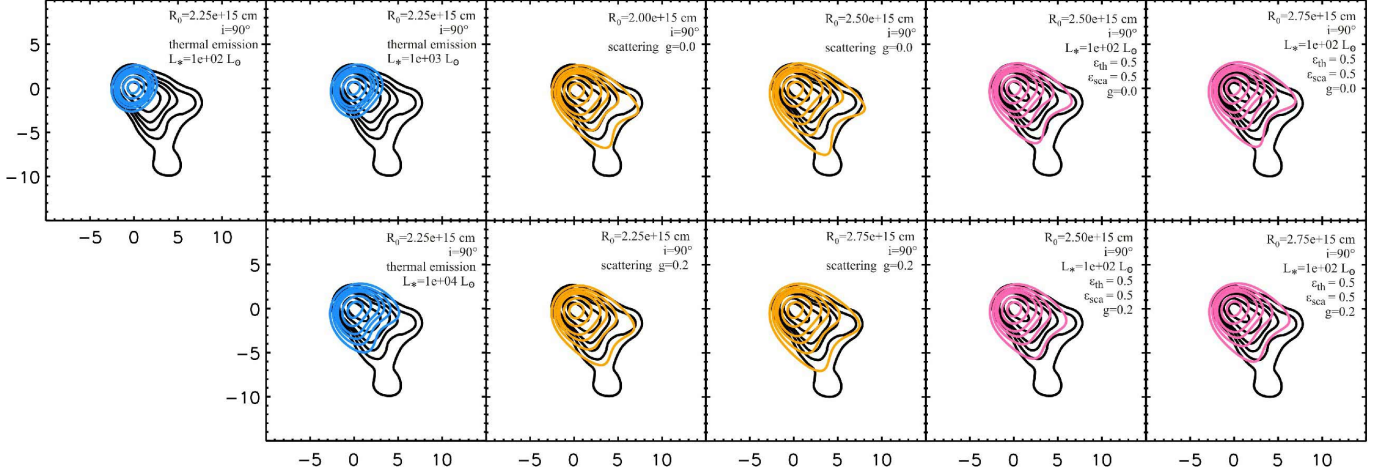 R₀=2.25e+15 cm
i=90°
thermal emission
L*=1e+02 L⊙
R₀=2.25e+15 cm
i=90°
thermal emission
L*=1e+03 L⊙
R₀=2.00e+15 cm
i=90°
scattering g=0.0
R₀=2.50e+15 cm
i=90°
scattering g=0.0
R₀=2.50e+15 cm
i=90°
L*=1e+02 L⊙
εth = 0.5
εsca = 0.5
g=0.0
R₀=2.75e+15 cm
i=90°
L*=1e+02 L⊙
εth = 0.5
εsca = 0.5
g=0.0
5
0
−5
−10
−5 0 5 10
R₀=2.25e+15 cm
i=90°
thermal emission
L*=1e+04 L⊙
R₀=2.25e+15 cm
i=90°
scattering g=0.2
R₀=2.75e+15 cm
i=90°
scattering g=0.2
R₀=2.50e+15 cm
i=90°
L*=1e+02 L⊙
εth = 0.5
εsca = 0.5
g=0.2
R₀=2.75e+15 cm
i=90°
L*=1e+02 L⊙
εth = 0.5
εsca = 0.5
g=0.2
5
0
−5
−10
−5 0 5 10 −5 0 5 10 −5 0 5 10 −5 0 5 10 −5 0 5 10